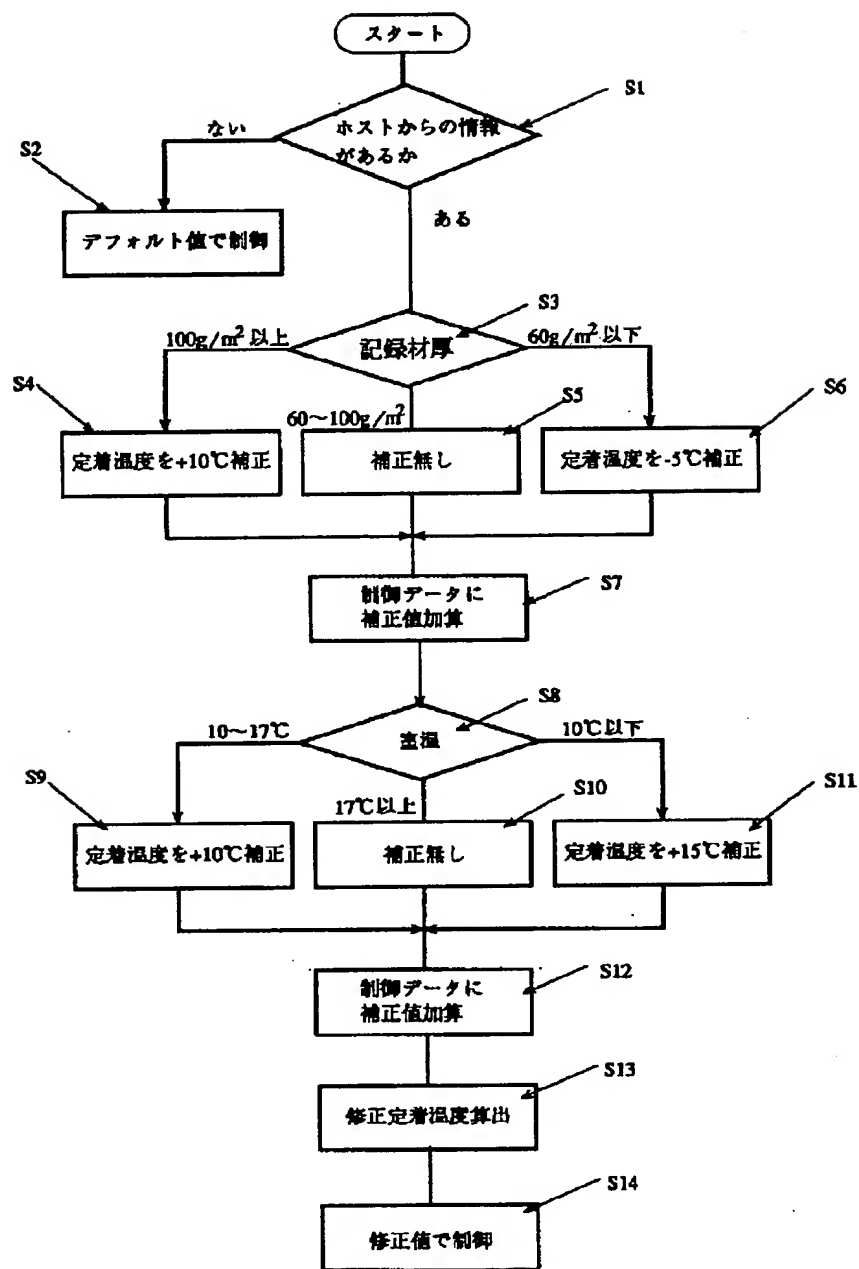 スタート
S1
ホストからの情報
があるか
ない
S2
デフォルト値で制御
ある
S3
記録材厚
100g/m²以上
60g/m²以下
S4
60～100g/m²
S5
S6
定着温度を+10℃補正
補正無し
定着温度を-5℃補正
S7
制御データに
補正値加算
S8
室温
10～17℃
10℃以下
S9
17℃以上
S10
S11
定着温度を+10℃補正
補正無し
定着温度を+15℃補正
S12
制御データに
補正値加算
S13
修正定着温度算出
S14
修正値で制御